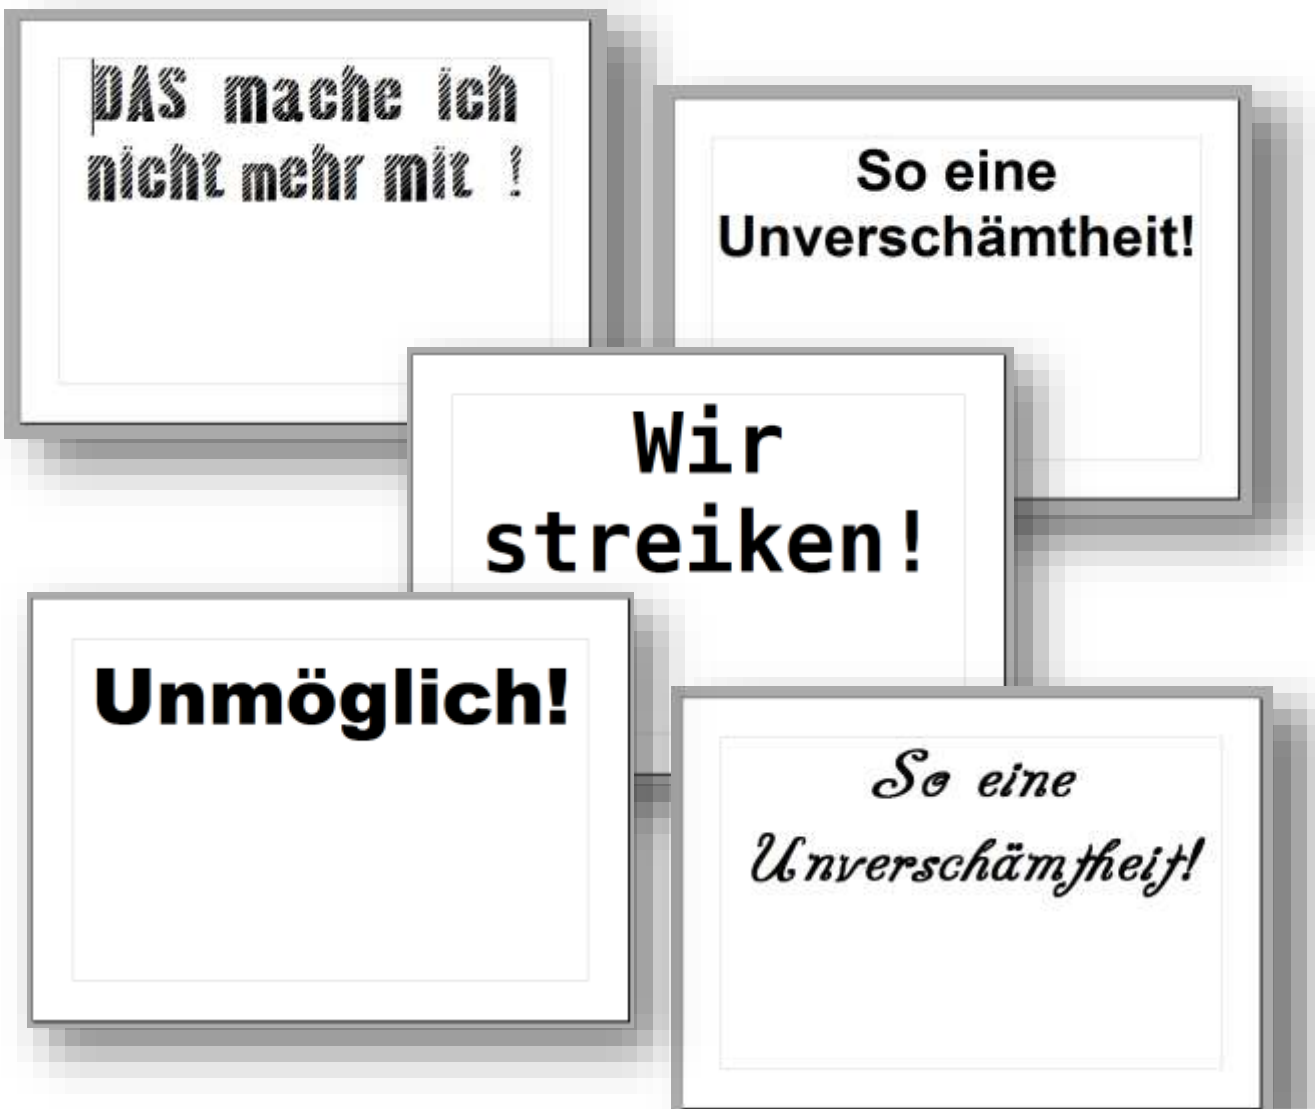 DAS mache ich
nicht mehr mit !
So eine
Unverschämtheit!
Wir
streiken!
Unmöglich!
So eine
Unverschämtheit!